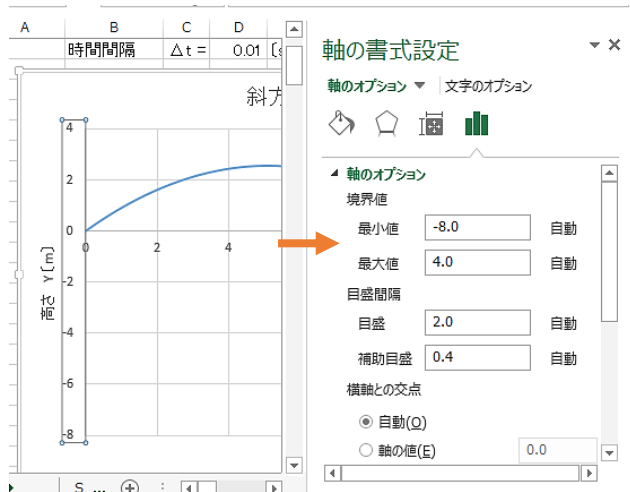 A B C D
時間間隔 Δt= 0.01 [s
斜方
4
2
0
0 2 4
-2
-4
-6
-8
高さ Y[m]
S ...
軸の書式設定
軸のオプション 文字のオプション
軸のオプション
境界値
最小値 -8.0 自動
最大値 4.0 自動
目盛間隔
目盛 2.0 自動
補助目盛 0.4 自動
横軸との交点
自動(O)
軸の値(E) 0.0